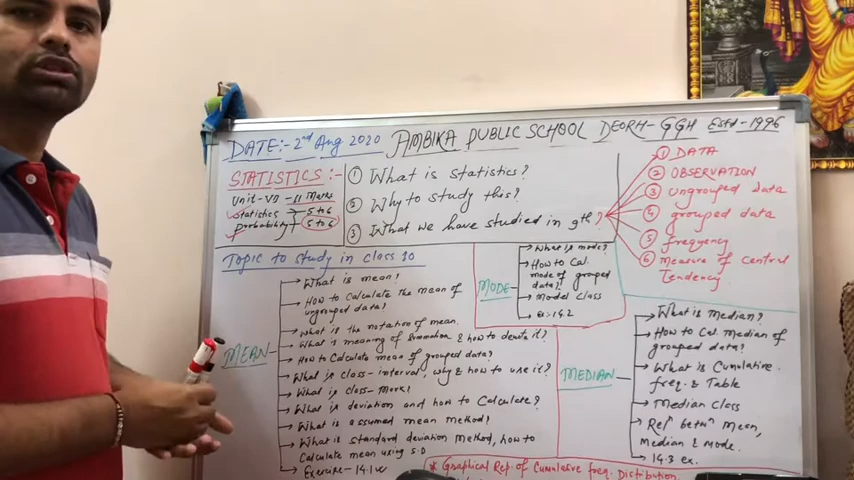 DATE:- 2nd Aug 2020 AMBIKA PUBLIC SCHOOL DEORH- GGH Estd-1996
STATISTICS :-
Unit-VII - 11 Marks
Statistics → 5 to 6
probability → 5 to 6
① What is statistics?
② Why to study this?
③ What we have studied in 9th?
① DATA
② OBSERVATION
③ ungrouped data
④ grouped data
⑤ frequency
⑥ measure of central
Tendency
Topic to study in class 10
MEAN
What is mean?
How to calculate the mean of
ungrouped data?
What is the notation of mean.
What is meaning of summation & how to denote it?
How Calculate mean of grouped data?
What is class-interval, why & how to use it?
What is class-mark?
What is deviation and how to Calculate?
What is assumed mean method?
What is standard deviation method, how to
Calculate mean using S.D
Exercise-14.1
MODE
What is mode?
How to Cal.
mode of grouped
data?
Model class
Ex:-14.2
MEDIAN
What is Median?
How to Cal. Median of
grouped data?
What is Cumulative
freq. & Table
Median Class
Reln betwn Mean,
Median & Mode.
14.3 ex.
* Graphical Rep. of Cumulative freq. Distribution.